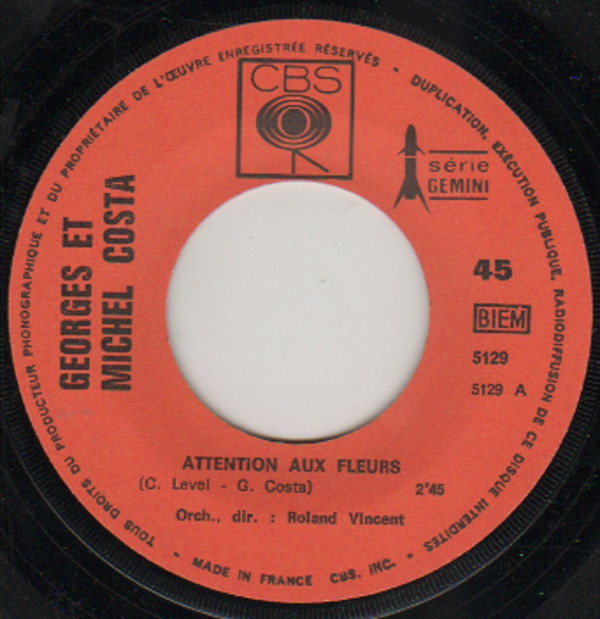 TOUS DROITS DU PRODUCTEUR PHONOGRAPHIQUE ET DU PROPRIÉTAIRE DE L'ŒUVRE ENREGISTRÉE RÉSERVÉS - DUPLICATION, EXÉCUTION PUBLIQUE, RADIODIFFUSION DE CE DISQUE INTERDITES -
CBS
série
GEMINI
GEORGES ET
MICHEL COSTA
45
BIEM
5129
5129 A
ATTENTION AUX FLEURS
(C. Level - G. Costa) 2'45
Orch., dir. : Roland Vincent
- MADE IN FRANCE CBS. INC. -